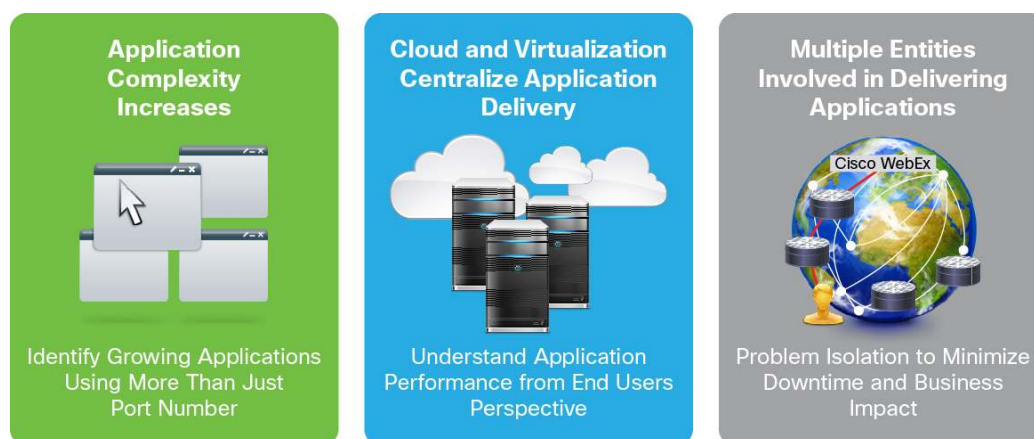 Application
Complexity
Increases
Identify Growing Applications
Using More Than Just
Port Number
Cloud and Virtualization
Centralize Application
Delivery
Understand Application
Performance from End Users
Perspective
Multiple Entities
Involved in Delivering
Applications
Cisco WebEx
Problem Isolation to Minimize
Downtime and Business
Impact